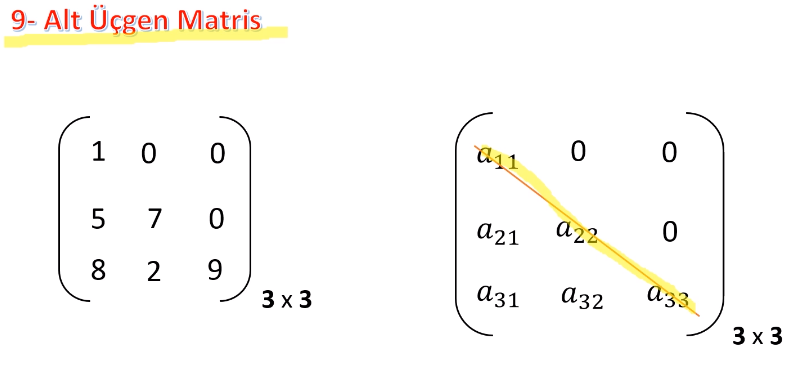 9- Alt Üçgen Matris
1 0 0
5 7 0
8 2 9
3 x 3
a11 0 0
a21 a22 0
a31 a32 a33
3 x 3